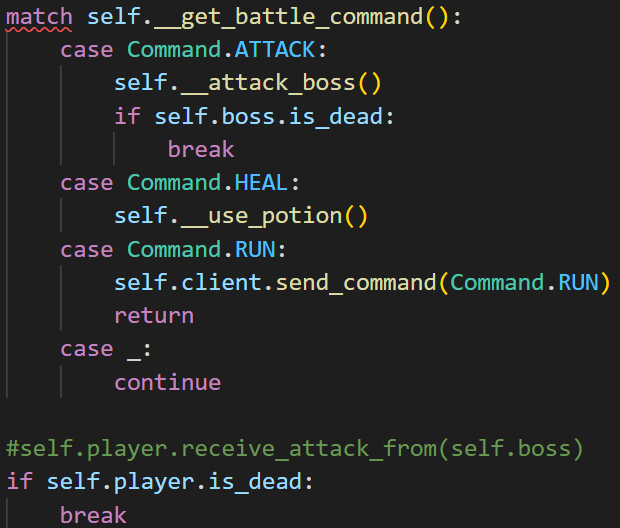 match self.__get_battle_command():
    case Command.ATTACK:
        self.__attack_boss()
        if self.boss.is_dead:
            break
    case Command.HEAL:
        self.__use_potion()
    case Command.RUN:
        self.client.send_command(Command.RUN)
        return
    case _:
        continue

#self.player.receive_attack_from(self.boss)
if self.player.is_dead:
    break